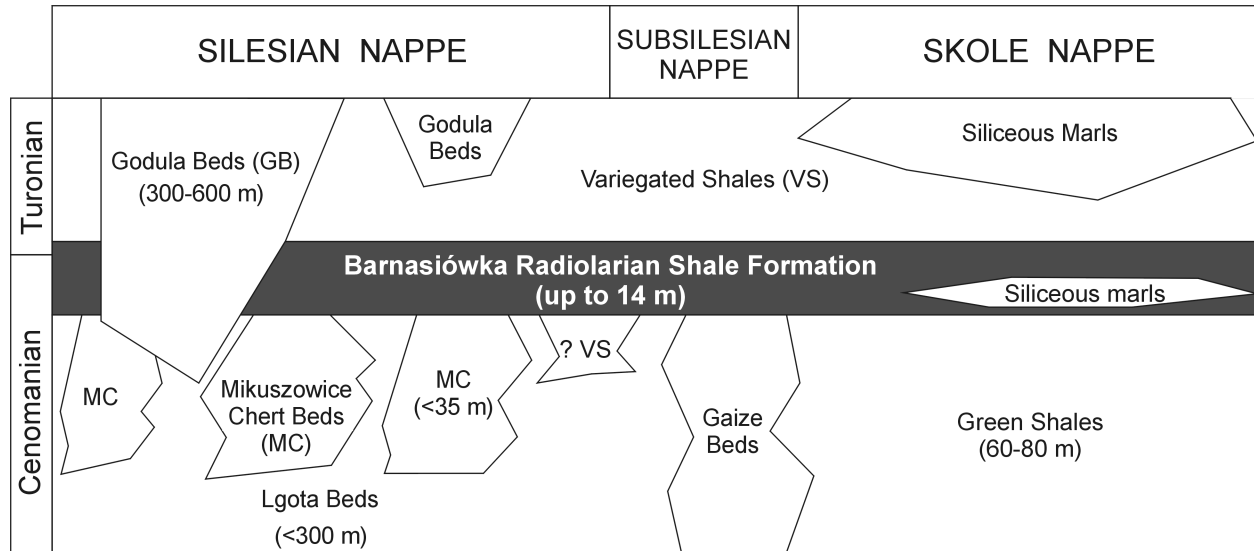 SILESIAN NAPPE
SUBSILESIAN
NAPPE
SKOLE NAPPE
Turonian
Godula Beds (GB)
(300-600 m)
Godula
Beds
Variegated Shales (VS)
Siliceous Marls
Barnasiówka Radiolarian Shale Formation
(up to 14 m)
Siliceous marls
Cenomanian
MC
Mikuszowice
Chert Beds
(MC)
MC
(<35 m)
? VS
Gaize
Beds
Green Shales
(60-80 m)
Lgota Beds
(<300 m)